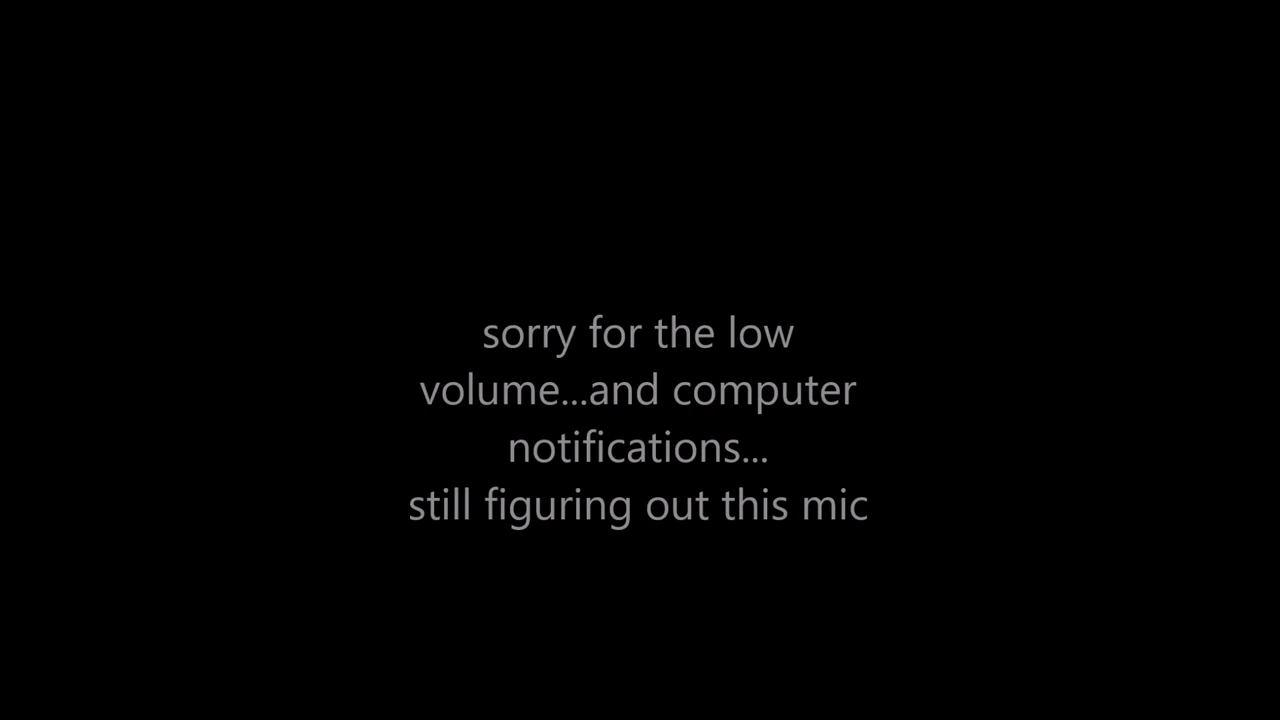 sorry for the low
volume...and computer
notifications...
still figuring out this mic